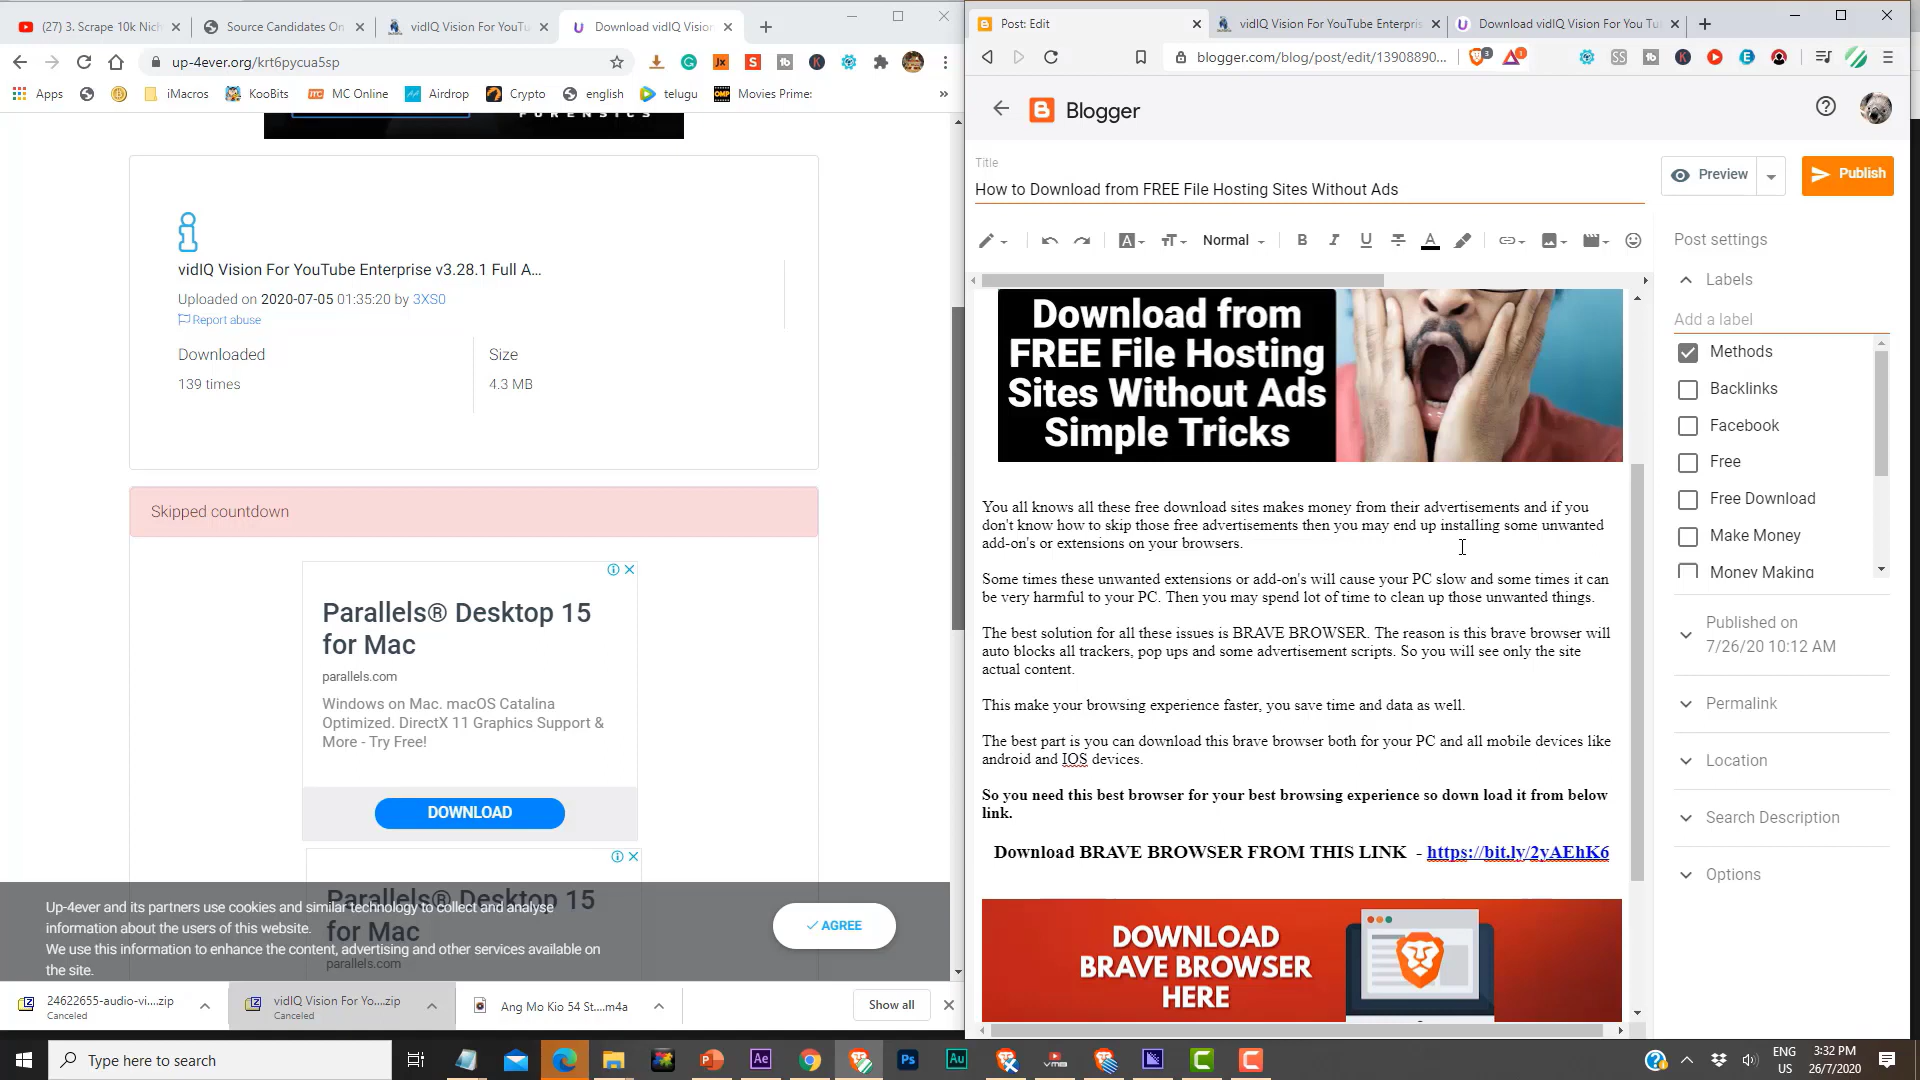 (27) 3. Scrape 10k Nich
Source Candidates On
vidIQ Vision For YouTu
Download vidIQ Vision
up-4ever.org/krt6pycua5sp
Apps
iMacros
KooBits
MC Online
Airdrop
Crypto
english
telugu
Movies Prime:
FORENSICS
vidIQ Vision For YouTube Enterprise v3.28.1 Full A...
Uploaded on 2020-07-05 01:35:20 by 3XS0
Report abuse
Downloaded
Size
139 times
4.3 MB
Skipped countdown
Parallels® Desktop 15
for Mac
parallels.com
Windows on Mac. macOS Catalina
Optimized. DirectX 11 Graphics Support &
More - Try Free!
DOWNLOAD
Parallels® Desktop 15
for Mac
parallels.com
Up-4ever and its partners use cookies and similar technology to collect and analyse
information about the users of this website.
We use this information to enhance the content, advertising and other services available on
the site.
AGREE
24622655-audio-vi....zip
Canceled
vidIQ Vision For Yo....zip
Canceled
Ang Mo Kio 54 St....m4a
Show all
Post: Edit
vidIQ Vision For YouTube Enterpris
Download vidIQ Vision For You Tub
blogger.com/blog/post/edit/13908890...
Blogger
Title
How to Download from FREE File Hosting Sites Without Ads
Preview
Publish
Normal
Download from
FREE File Hosting
Sites Without Ads
Simple Tricks
You all knows all these free download sites makes money from their advertisements and if you
don't know how to skip those free advertisements then you may end up installing some unwanted
add-on's or extensions on your browsers.
Some times these unwanted extensions or add-on's will cause your PC slow and some times it can
be very harmful to your PC. Then you may spend lot of time to clean up those unwanted things.
The best solution for all these issues is BRAVE BROWSER. The reason is this brave browser will
auto blocks all trackers, pop ups and some advertisement scripts. So you will see only the site
actual content.
This make your browsing experience faster, you save time and data as well.
The best part is you can download this brave browser both for your PC and all mobile devices like
android and IOS devices.
So you need this best browser for your best browsing experience so down load it from below
link.
Download BRAVE BROWSER FROM THIS LINK - https://bit.ly/2yAEhK6
DOWNLOAD
BRAVE BROWSER
HERE
Post settings
Labels
Add a label
Methods
Backlinks
Facebook
Free
Free Download
Make Money
Money Making
Published on
7/26/20 10:12 AM
Permalink
Location
Search Description
Options
Type here to search
ENG
US
3:32 PM
26/7/2020